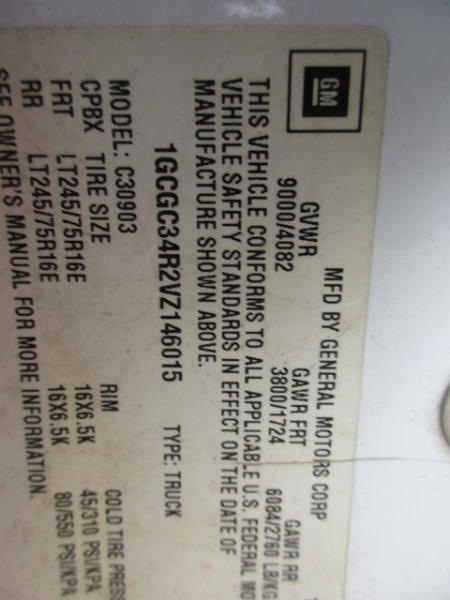 GM
MFD BY GENERAL MOTORS CORP
GVWR GAWR FRT GAWR RR
9000/4082 3800/1724 6084/2760 LB/KG
THIS VEHICLE CONFORMS TO ALL APPLICABLE U.S. FEDERAL
VEHICLE SAFETY STANDARDS IN EFFECT ON THE DATE OF
MANUFACTURE SHOWN ABOVE.
1GCGC34R2VZ146015 TYPE: TRUCK
MODEL: C30903
CPBX TIRE SIZE RIM COLD TIRE PRESS
FRT LT245/75R16E 16X6.5K 45/310 PSI/KPA
RR LT245/75R16E 16X6.5K 80/550 PSI/KPA
SEE OWNER'S MANUAL FOR MORE INFORMATION.